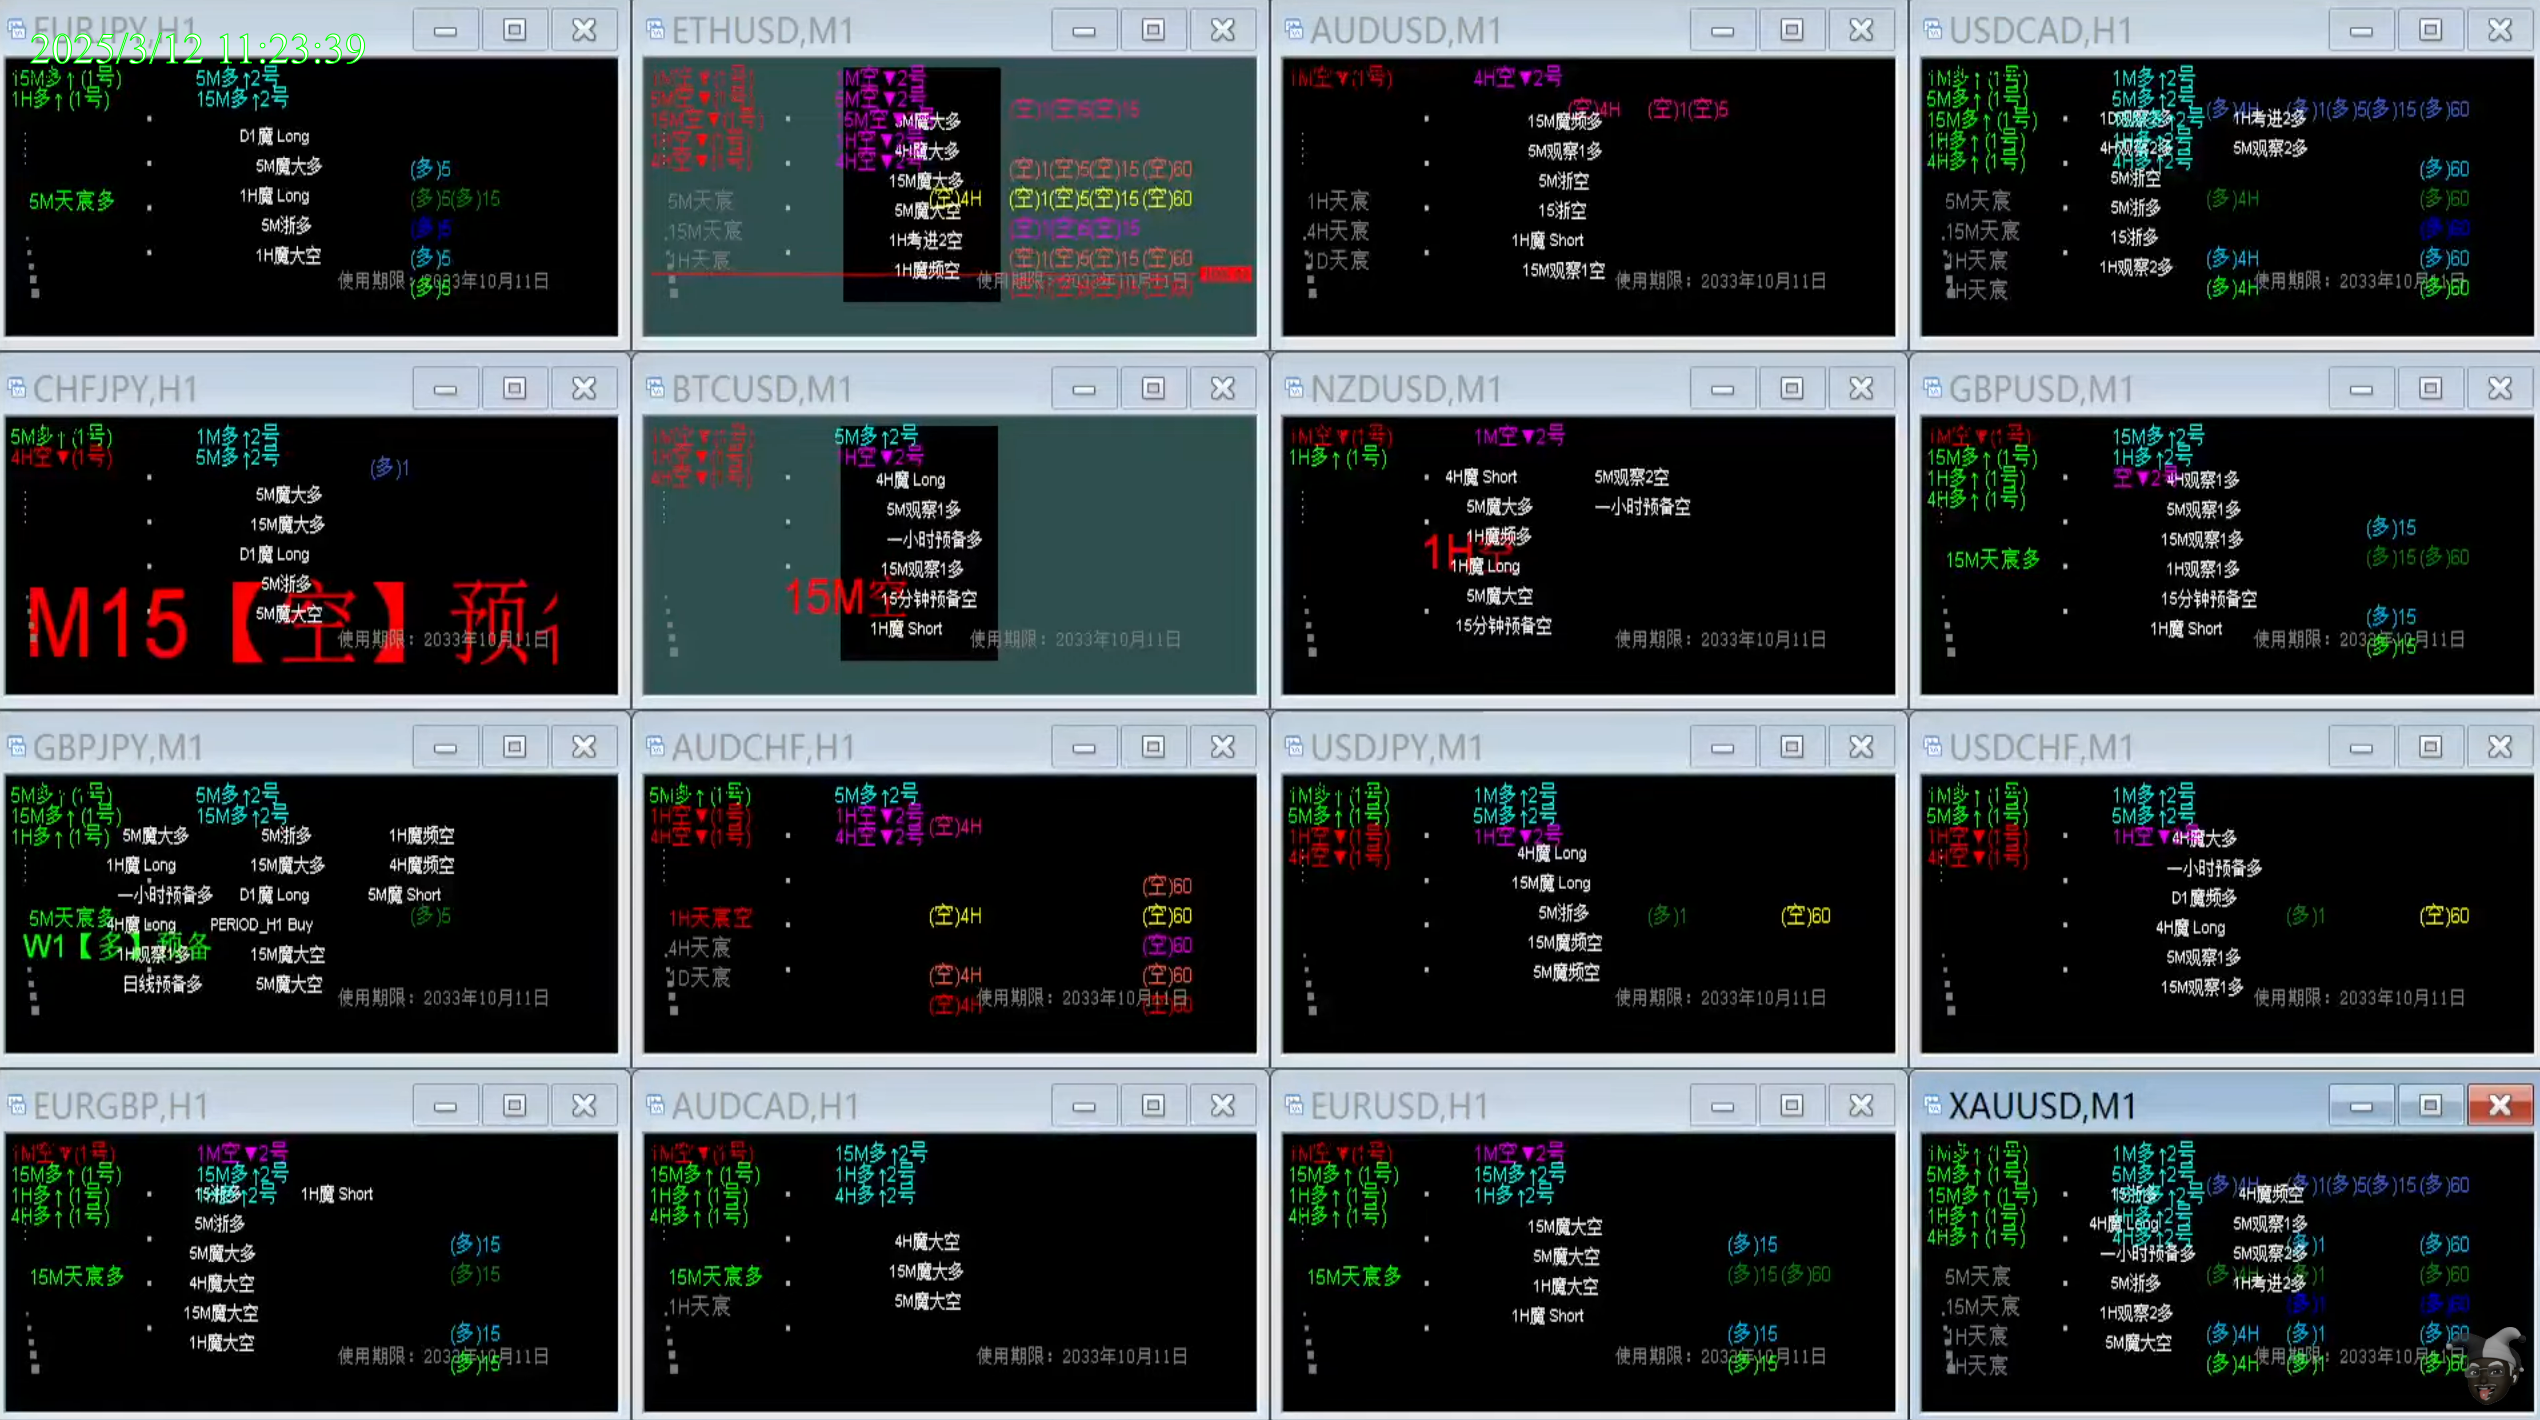 EURJPY,H1
2025/3/12 11:23:39
15M多↑(1号) 5M多↑2号
1H多↑(1号) 15M多↑2号
D1魔 Long
5M魔大多 (多)5
5M天宸多 1H魔 Long (多)5(多)15
5M浙多 (多)5
1H魔大空 (多)5
使用期限：2033年10月11日
(多)5
ETHUSD,M1
1M空▼(1号) 1M空▼2号
5M空▼(1号) 5M空▼2号
(空)1(空)5(空)15
15M空▼(1号) 15M空▼2号 5M魔大多
1H空▼(1号) 1H空▼2号
4H空▼(1号) 4H空▼2号 4H魔大多
(空)1(空)5(空)15(空)60
15M魔大多
5M天宸 (空)4H (空)1(空)5(空)15(空)60
5M魔大空
15M天宸 (空)1(空)5(空)15
1H考进2空
1H天宸 (空)1(空)5(空)15(空)60
1H魔频空
使用期限：2033年10月11日
AUDUSD,M1
1M空▼(1号) 4H空▼2号
(空)4H (空)1(空)5
15M魔频多
5M观察1多
5M浙空
1H天宸
15浙空
4H天宸
1H魔 Short
1D天宸
15M观察1空
使用期限：2033年10月11日
USDCAD,H1
1M多↑(1号) 1M多↑2号
5M多↑(1号) 5M多↑2号
(多)4H (多)1(多)5(多)15(多)60
15M多↑(1号) 1H考进2多
1H多↑(1号)
4H观察2多 5M观察2多
4H多↑(1号) 4H多↑2号
(多)60
5M浙空
5M天宸 (多)4H (多)60
5M浙多
15M天宸 (多)60
15浙多
1H天宸 (多)4H (多)60
1H观察2多
使用期限：2033年10月11日
4H天宸 (多)4H (多)60
CHFJPY,H1
5M多↑(1号) 1M多↑2号
4H空▼(1号) 5M多↑2号
(多)1
5M魔大多
15M魔大多
D1魔 Long
5M浙多
5M魔大空
M15【空】预
使用期限：2033年10月11日
BTCUSD,M1
1M空▼(1号) 5M多↑2号
1H空▼(1号) 1H空▼2号
4H空▼(1号) 4H魔 Long
5M观察1多
一小时预备多
15M观察1多
15M空
15分钟预备空
1H魔 Short
使用期限：2033年10月11日
NZDUSD,M1
1M空▼(1号) 1M空▼2号
1H多↑(1号)
4H魔 Short 5M观察2空
5M魔大多 一小时预备空
1H魔频多
1H空
1H魔 Long
5M魔大空
15分钟预备空
使用期限：2033年10月11日
GBPUSD,M1
1M空▼(1号) 15M多↑2号
15M多↑(1号) 1H多↑2号
1H多↑(1号) 空▼2号 4H观察1多
4H多↑(1号)
5M观察1多
(多)15
15M观察1多
15M天宸多 (多)15(多)60
1H观察1多
15分钟预备空
(多)15
1H魔 Short
使用期限：2033年10月11日
(多)15
GBPJPY,M1
5M多↑(1号) 5M多↑2号
15M多↑(1号) 15M多↑2号
1H多↑(1号) 5M魔大多 5M浙多 1H魔频空
1H魔 Long 15M魔大多 4H魔频空
一小时预备多 D1魔 Long 5M魔 Short
5M天宸多 (多)5
4H魔 Long PERIOD_H1 Buy
W1【多】预备
1H观察1多 15M魔大空
日线预备多 5M魔大空
使用期限：2033年10月11日
AUDCHF,H1
5M多↑(1号) 5M多↑2号
1H空▼(1号) 1H空▼2号
(空)4H
4H空▼(1号) 4H空▼2号
(空)60
1H天宸空 (空)4H (空)60
4H天宸 (空)60
1D天宸 (空)4H (空)60
使用期限：2033年10月11日
(空)4H (空)60
USDJPY,M1
1M多↑(1号) 1M多↑2号
5M多↑(1号) 5M多↑2号
1H空▼(1号) 1H空▼2号
4H空▼(1号) 4H魔 Long
15M魔 Long
5M浙多 (多)1 (空)60
15M魔频空
5M魔频空
使用期限：2033年10月11日
USDCHF,M1
1M多↑(1号) 1M多↑2号
5M多↑(1号) 5M多↑2号
1H空▼(1号) 1H空▼2号 4H魔大多
4H空▼(1号)
一小时预备多
D1魔频多
(多)1 (空)60
4H魔 Long
5M观察1多
15M观察1多
使用期限：2033年10月11日
EURGBP,H1
1M空▼(1号) 1M空▼2号
15M多↑(1号) 15M多↑2号
1H多↑(1号) 15浙多 1H魔 Short
4H多↑(1号)
5M浙多
(多)15
5M魔大多
15M天宸多 (多)15
4H魔大空
15M魔大空
(多)15
1H魔大空
使用期限：2033年10月11日
(多)15
AUDCAD,H1
1M空▼(1号) 15M多↑2号
15M多↑(1号) 1H多↑2号
1H多↑(1号) 4H多↑2号
4H多↑(1号)
4H魔大空
15M魔大多
15M天宸多
5M魔大空
1H天宸
使用期限：2033年10月11日
EURUSD,H1
1M空▼(1号) 1M空▼2号
15M多↑(1号) 15M多↑2号
1H多↑(1号) 1H多↑2号
4H多↑(1号)
15M魔大空
(多)15
5M魔大空
15M天宸多 (多)15(多)60
1H魔大空
1H魔 Short
(多)15
使用期限：2033年10月11日
(多)15
XAUUSD,M1
1M多↑(1号) 1M多↑2号
5M多↑(1号) 5M多↑2号
(多)4H (多)1(多)5(多)15(多)60
15M多↑(1号) 15浙多 4H魔频空
1H多↑(1号) 1H多↑2号
4H魔 Long 5M观察1多
4H多↑(1号) (多)1 (多)60
一小时预备多 5M观察2多
5M天宸 (多)4H (多)1 (多)60
5M浙多 1H考进2多
15M天宸 (多)1 (多)60
1H观察2多
1H天宸 (多)4H (多)1 (多)60
5M魔大空
使用期限：2033年10月11日
4H天宸 (多)4H (多)1 (多)60